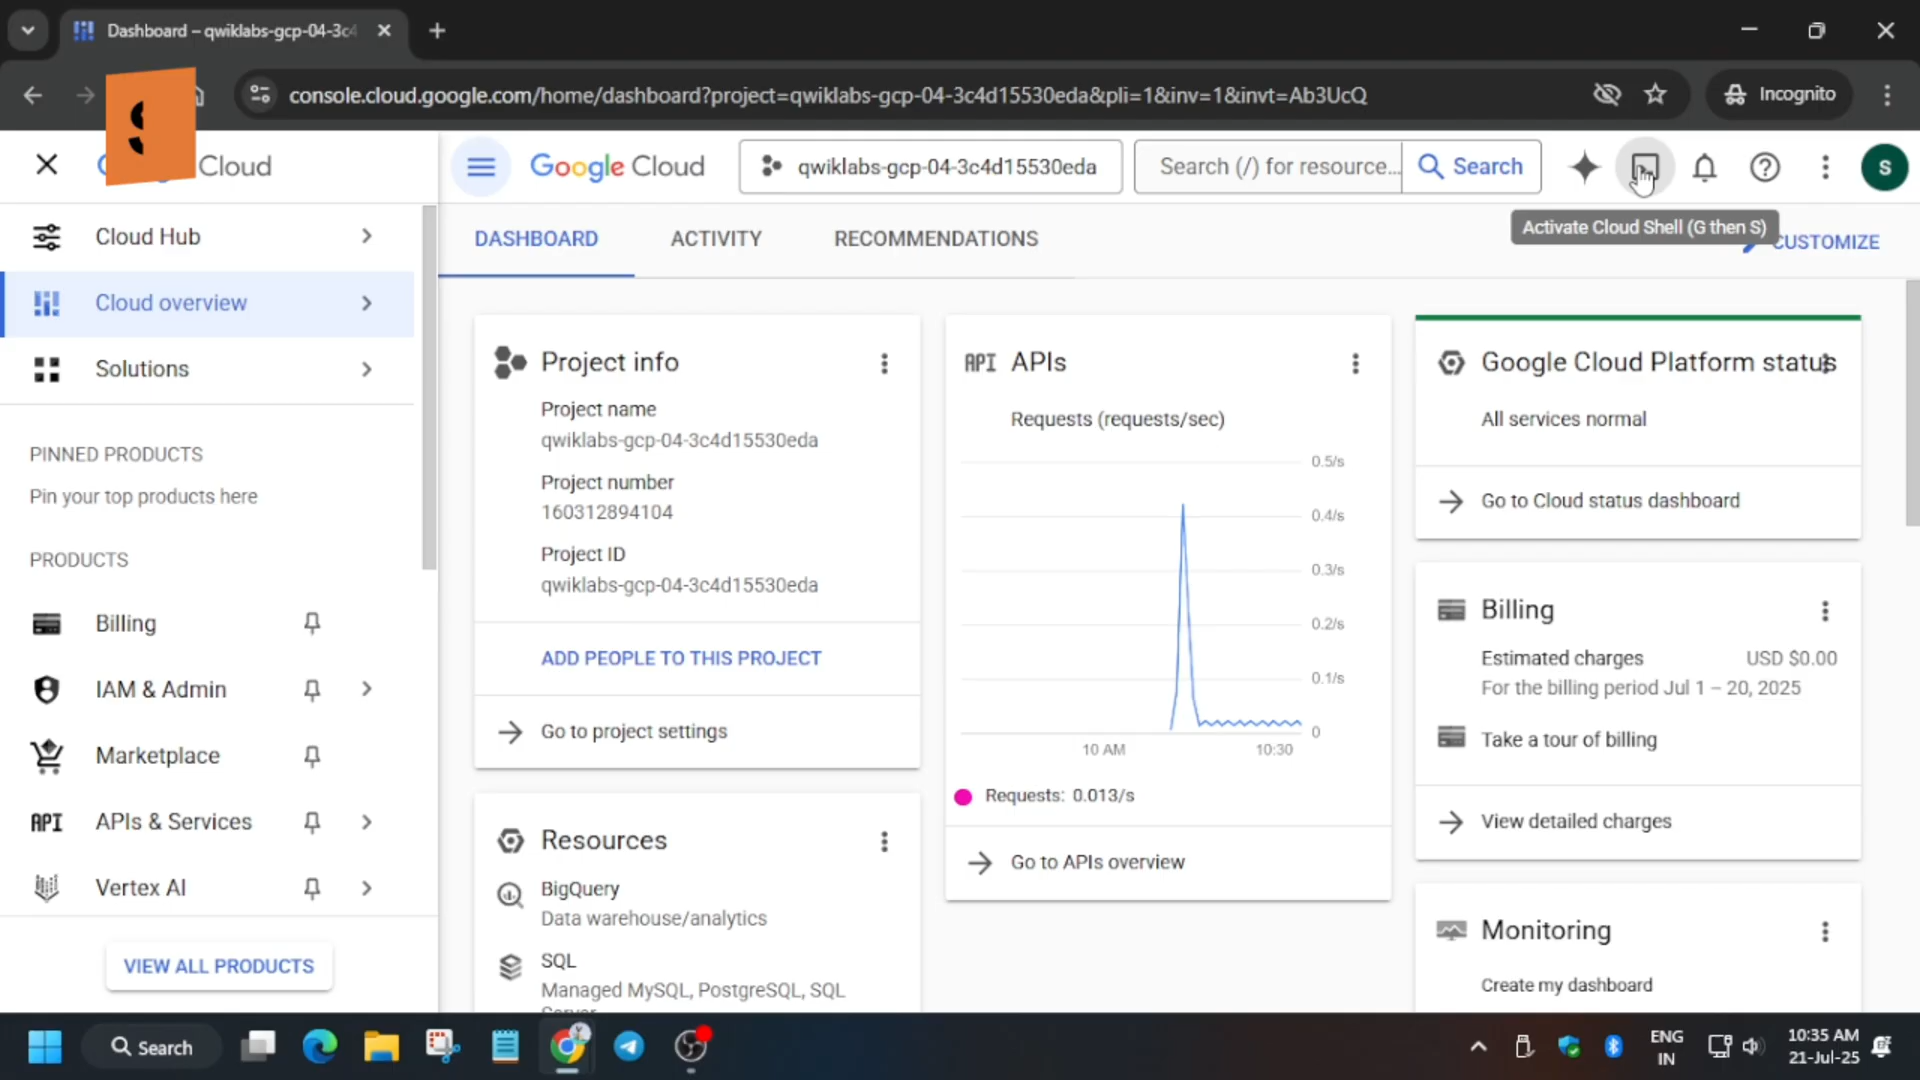 Dashboard – qwiklabs-gcp-04-3c4
console.cloud.google.com/home/dashboard?project=qwiklabs-gcp-04-3c4d15530eda&pli=1&inv=1&invt=Ab3UcQ
Incognito
Cloud
Google Cloud
qwiklabs-gcp-04-3c4d15530eda
Search (/) for resource...
Search
S
Activate Cloud Shell (G then S)
CUSTOMIZE
Cloud Hub
Cloud overview
Solutions
PINNED PRODUCTS
Pin your top products here
PRODUCTS
Billing
IAM & Admin
Marketplace
API APIs & Services
Vertex AI
VIEW ALL PRODUCTS
DASHBOARD
ACTIVITY
RECOMMENDATIONS
Project info
Project name
qwiklabs-gcp-04-3c4d15530eda
Project number
160312894104
Project ID
qwiklabs-gcp-04-3c4d15530eda
ADD PEOPLE TO THIS PROJECT
Go to project settings
Resources
BigQuery
Data warehouse/analytics
SQL
Managed MySQL, PostgreSQL, SQL
Server
API APIs
Requests (requests/sec)
0.5/s
0.4/s
0.3/s
0.2/s
0.1/s
0
10 AM
10:30
Requests: 0.013/s
Go to APIs overview
Google Cloud Platform status
All services normal
Go to Cloud status dashboard
Billing
Estimated charges USD $0.00
For the billing period Jul 1 – 20, 2025
Take a tour of billing
View detailed charges
Monitoring
Create my dashboard
Search
ENG
IN
10:35 AM
21-Jul-25